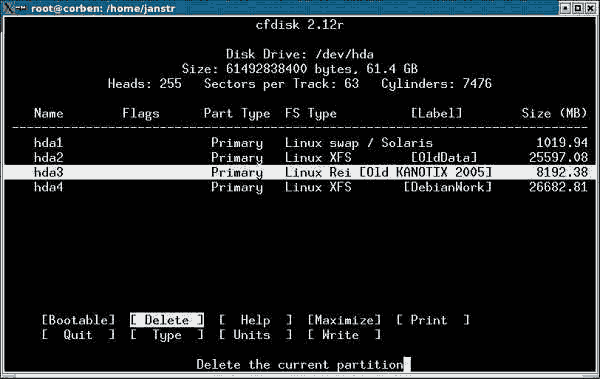 root@corben: /home/janstr
cfdisk 2.12r
Disk Drive: /dev/hda
Size: 61492838400 bytes, 61.4 GB
Heads: 255 Sectors per Track: 63 Cylinders: 7476
Name Flags Part Type FS Type [Label] Size (MB)
hda1 Primary Linux swap / Solaris 1019.94
hda2 Primary Linux XFS [OldData] 25597.08
hda3 Primary Linux Rei [Old KANOTIX 2005] 8192.38
hda4 Primary Linux XFS [DebianWork] 26682.81
[Bootable] [ Delete ] [ Help ] [Maximize] [ Print ]
[ Quit ] [ Type ] [ Units ] [ Write ]
Delete the current partition